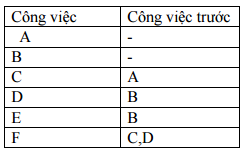 Công việc Công việc trước
A -
B -
C A
D B
E B
F C,D